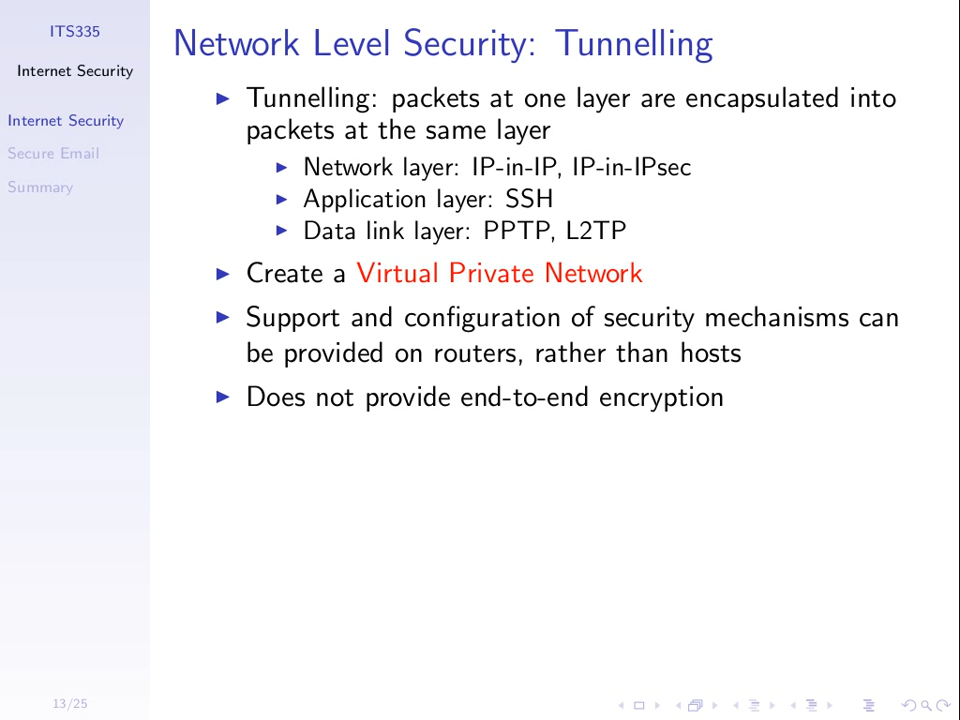 ITS335
Internet Security
Internet Security
Secure Email
Summary
Network Level Security: Tunnelling
Tunnelling: packets at one layer are encapsulated into
packets at the same layer
Network layer: IP-in-IP, IP-in-IPsec
Application layer: SSH
Data link layer: PPTP, L2TP
Create a Virtual Private Network
Support and configuration of security mechanisms can
be provided on routers, rather than hosts
Does not provide end-to-end encryption
13/25